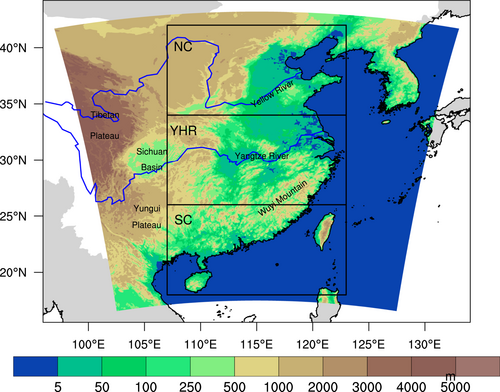 40°N
35°N
30°N
25°N
20°N
NC
Yellow River
Tibetan
Plateau
YHR
Sichuan
Basin
Yangtze River
Yungui
Plateau
Wuyi Mountain
SC
100°E 105°E 110°E 115°E 120°E 125°E 130°E
m
5 50 100 250 500 1000 2000 3000 4000 5000